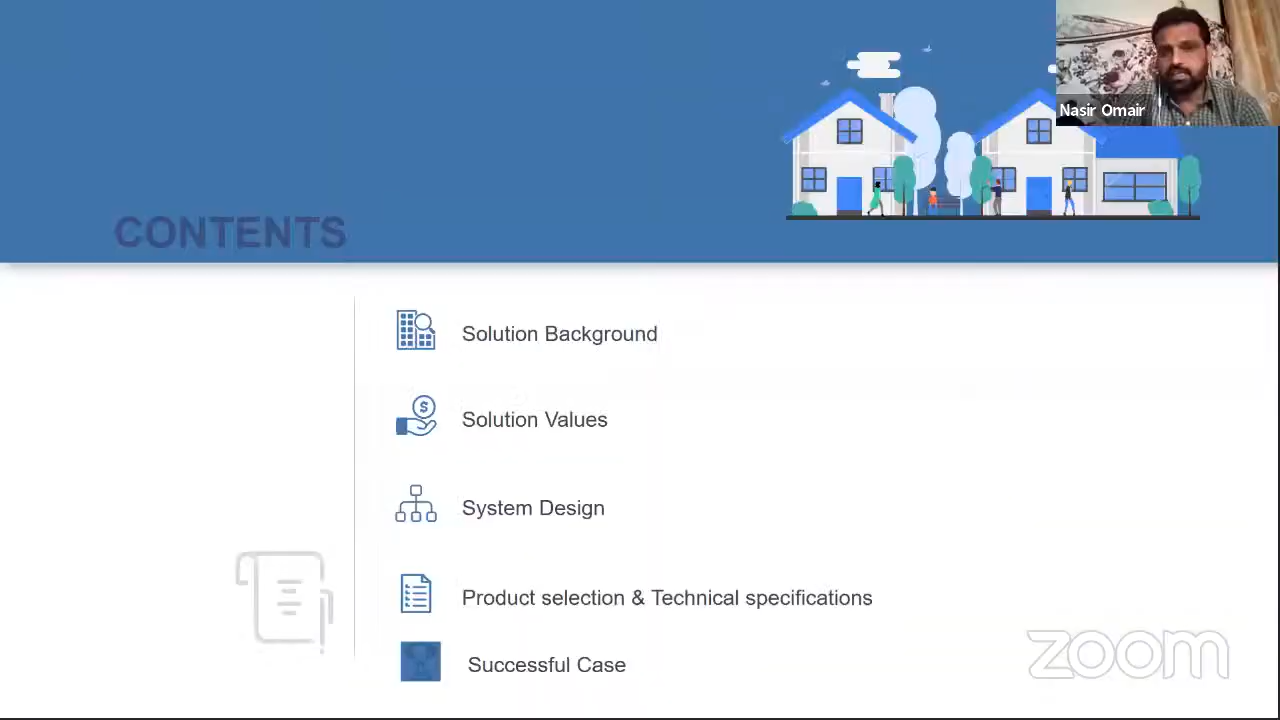 Nasir Omair
CONTENTS
Solution Background
$
Solution Values
System Design
Product selection & Technical specifications
Successful Case
zoom